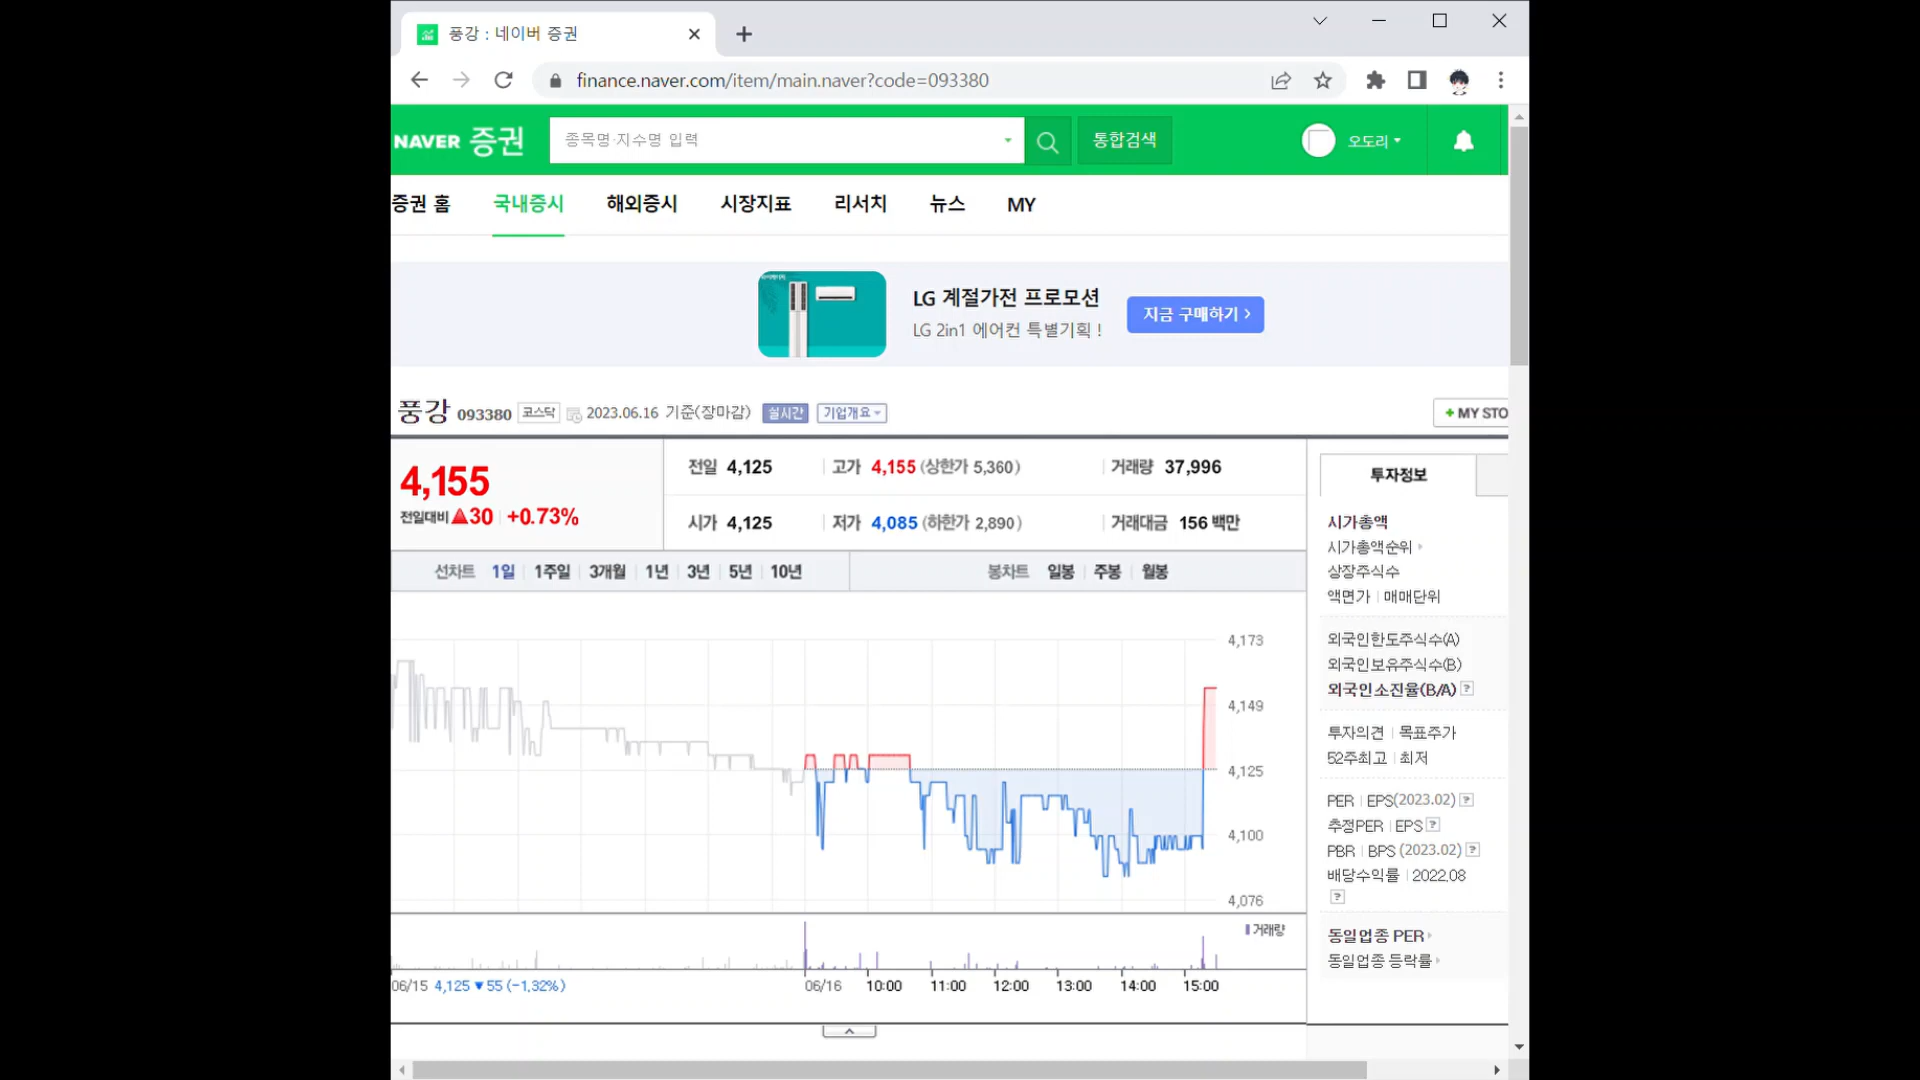 풍강 : 네이버 증권
finance.naver.com/item/main.naver?code=093380
NAVER 증권 종목명·지수명 입력 통합검색 오도리
증권 홈 국내증시 해외증시 시장지표 리서치 뉴스 MY
LG 계절가전 프로모션
LG 2in1 에어컨 특별기획 !
지금 구매하기 >
풍강 093380 코스닥 2023.06.16 기준(장마감) 실시간 기업개요 + MY STO
4,155
전일대비 ▲30 +0.73%
전일 4,125 고가 4,155 (상한가 5,360) 거래량 37,996
시가 4,125 저가 4,085 (하한가 2,890) 거래대금 156 백만
선차트 1일 1주일 3개월 1년 3년 5년 10년 봉차트 일봉 주봉 월봉
4,173
4,149
4,125
4,100
4,076
거래량
06/15 4,125 ▼55 (-1,32%) 06/16 10:00 11:00 12:00 13:00 14:00 15:00
투자정보
시가총액
시가총액순위
상장주식수
액면가 매매단위
외국인한도주식수(A)
외국인보유주식수(B)
외국인소진율(B/A) ?
투자의견 목표주가
52주최고 최저
PER EPS(2023.02) ?
추정PER EPS ?
PBR BPS (2023.02) ?
배당수익률 2022.08
?
동일업종 PER
동일업종 등락률